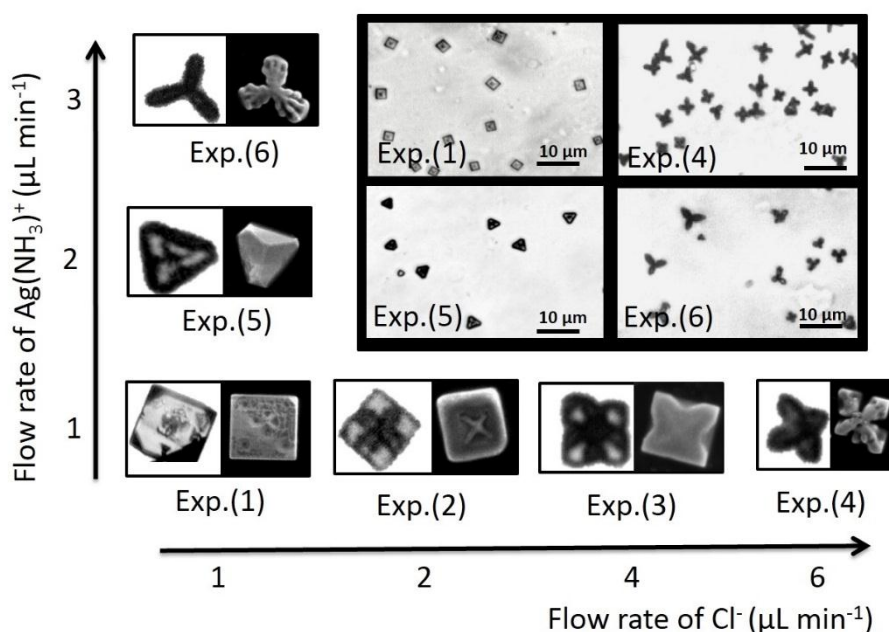 Flow rate of Ag(NH₃)⁺ (µL min⁻¹)
3
2
1
Exp.(6)
Exp.(5)
Exp.(1)
Exp.(2)
Exp.(3)
Exp.(4)
Exp.(1)
10 µm
Exp.(4)
10 µm
Exp.(5)
10 µm
Exp.(6)
10 µm
1
2
4
6
Flow rate of Cl⁻ (µL min⁻¹)